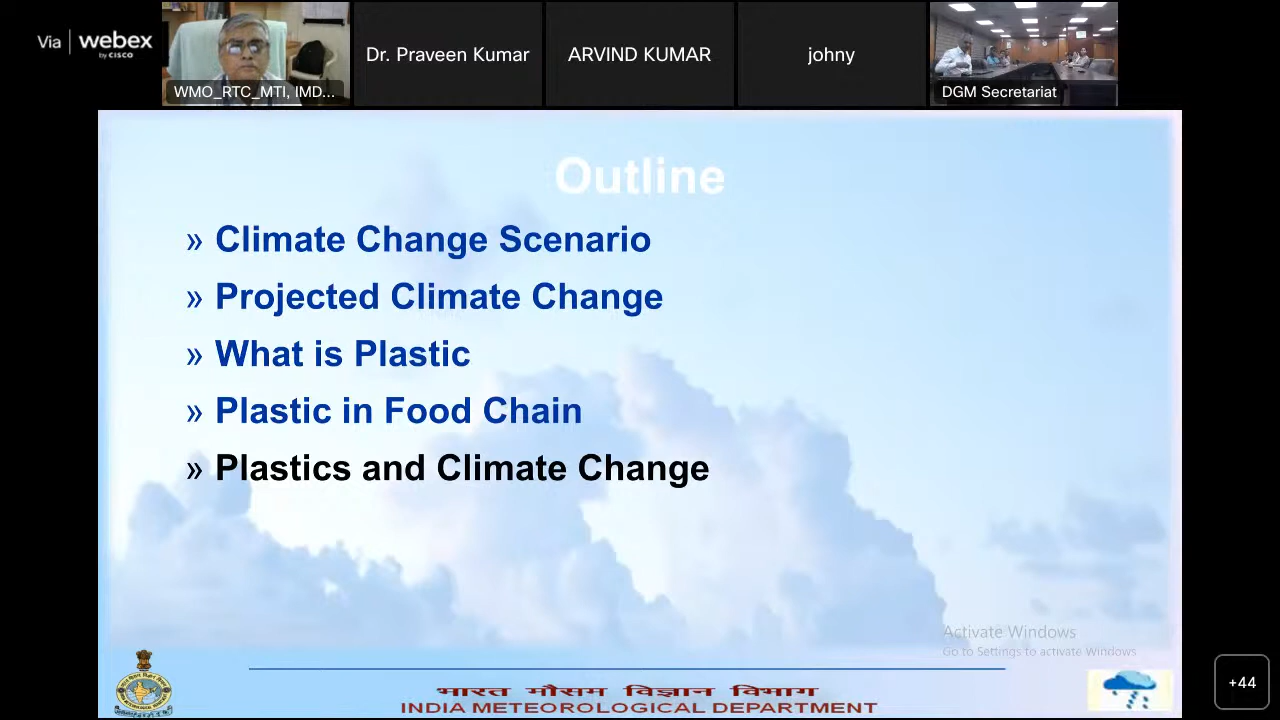 Via webex
by CISCO
WMO_RTC_MTI, IMD...
Dr. Praveen Kumar
ARVIND KUMAR
johny
DGM Secretariat
Outline
» Climate Change Scenario
» Projected Climate Change
» What is Plastic
» Plastic in Food Chain
» Plastics and Climate Change
Activate Windows
Go to Settings to activate Windows
भारत मौसम विज्ञान विभाग
INDIA METEOROLOGICAL DEPARTMENT
+44